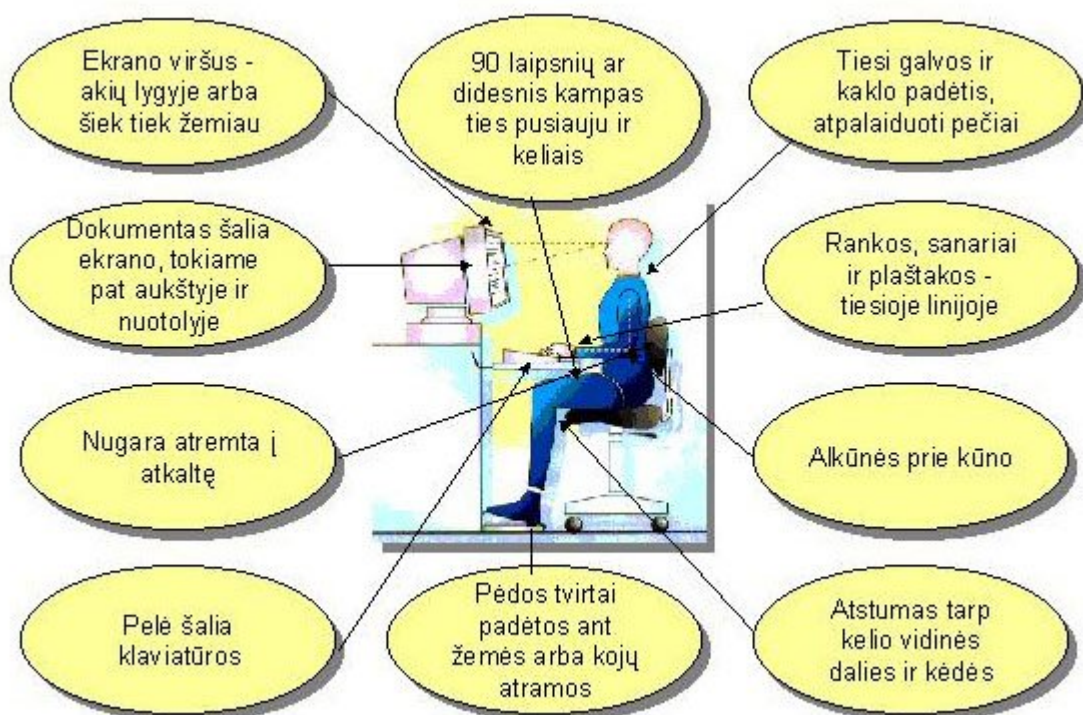 Ekrano viršus -
akių lygyje arba
šiek tiek žemiau
90 laipsnių ar
didesnis kampas
ties pusiauju ir
keliais
Tiesi galvos ir
kaklo padėtis,
atpalaiduoti pečiai
Dokumentas šalia
ekrano, tokiame
pat aukštyje ir
nuotolyje
Rankos, sanariai
ir plaštakos -
tiesioje linijoje
Nugara atremta į
atkaltę
Alkūnės prie kūno
Pelė šalia
klaviatūros
Pėdos tvirtai
padėtos ant
žemės arba kojų
atramos
Atstumas tarp
kelio vidinės
dalies ir kėdės